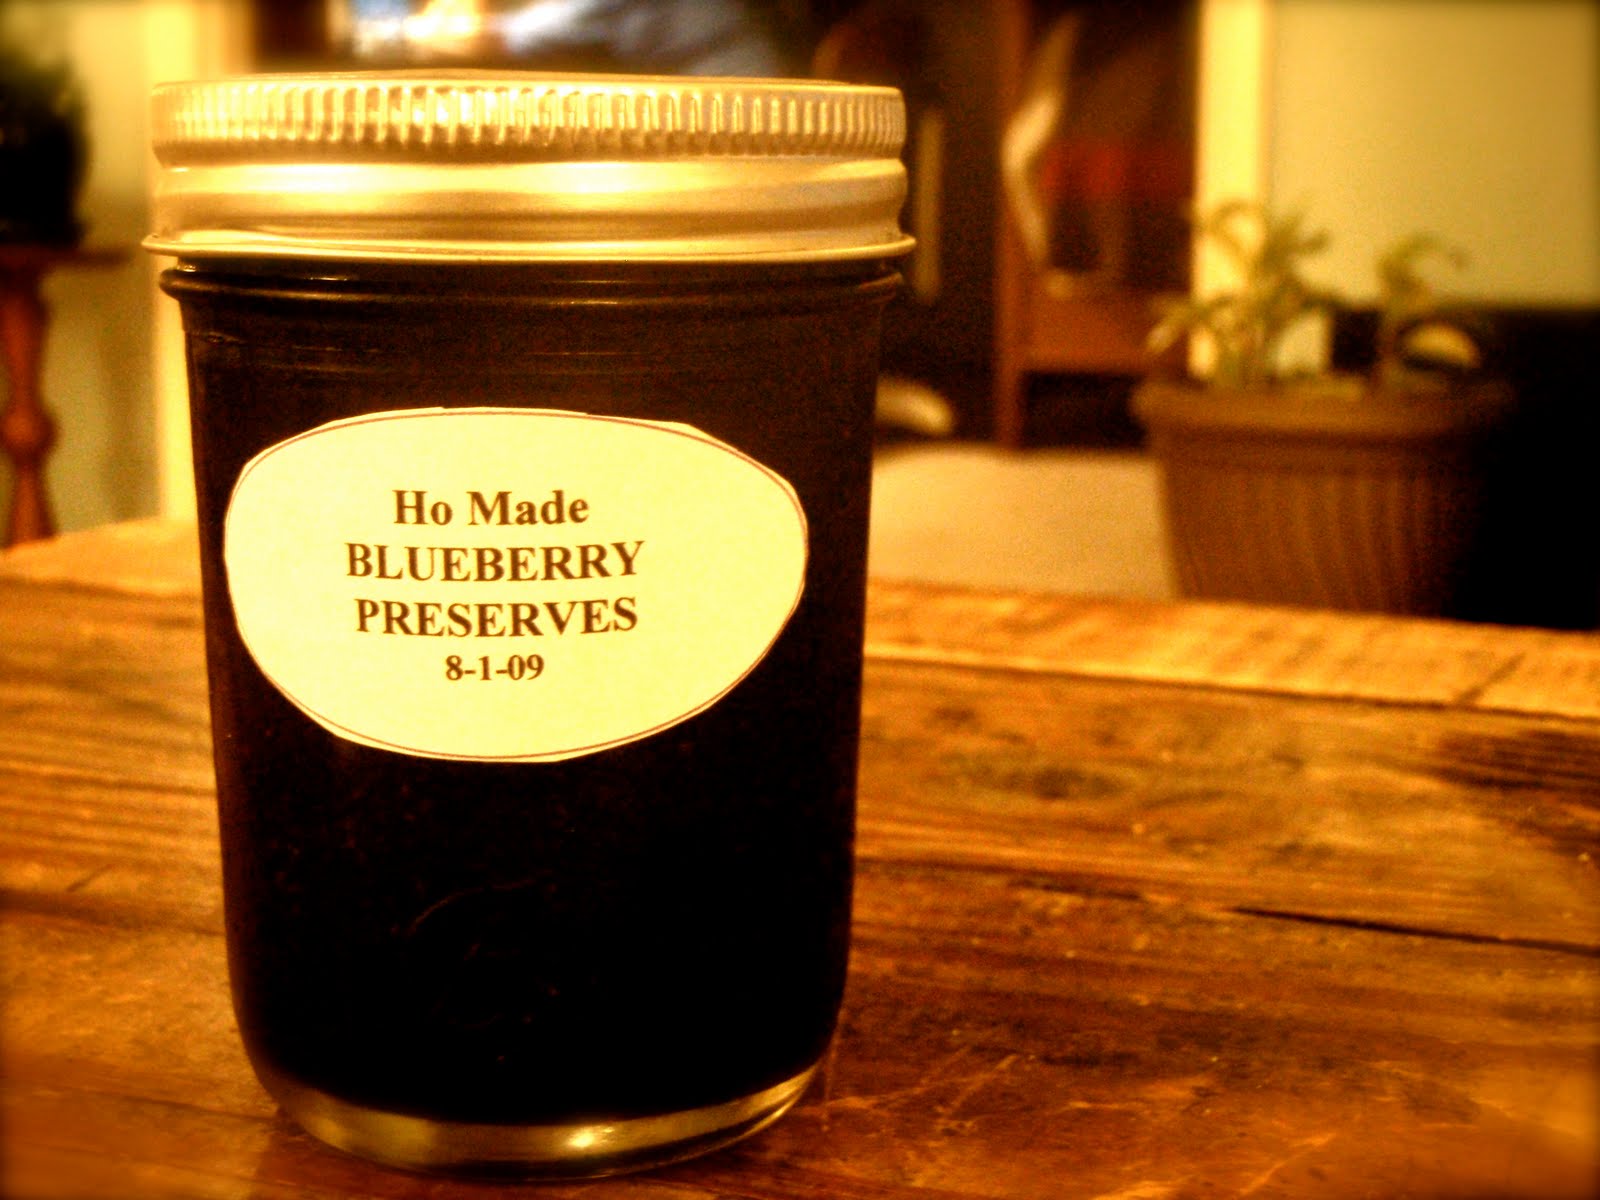 Ho Made
BLUEBERRY
PRESERVES
8-1-09